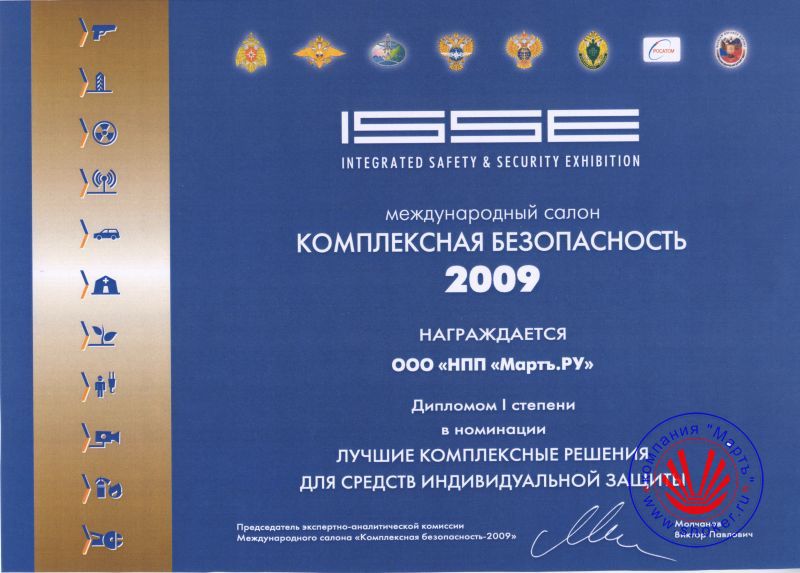 РОСАТОМ
ISSE
INTEGRATED SAFETY & SECURITY EXHIBITION
международный салон
КОМПЛЕКСНАЯ БЕЗОПАСНОСТЬ
2009
НАГРАЖДАЕТСЯ
ООО «НПП «Мартъ.РУ»
Дипломом I степени
в номинации
ЛУЧШИЕ КОМПЛЕКСНЫЕ РЕШЕНИЯ
ДЛЯ СРЕДСТВ ИНДИВИДУАЛЬНОЙ ЗАЩИТЫ
компания "Мартъ"
Председатель экспертно-аналитической комиссии
Международного салона «Комплексная безопасность-2009»
Молчанов
Виктор Павлович